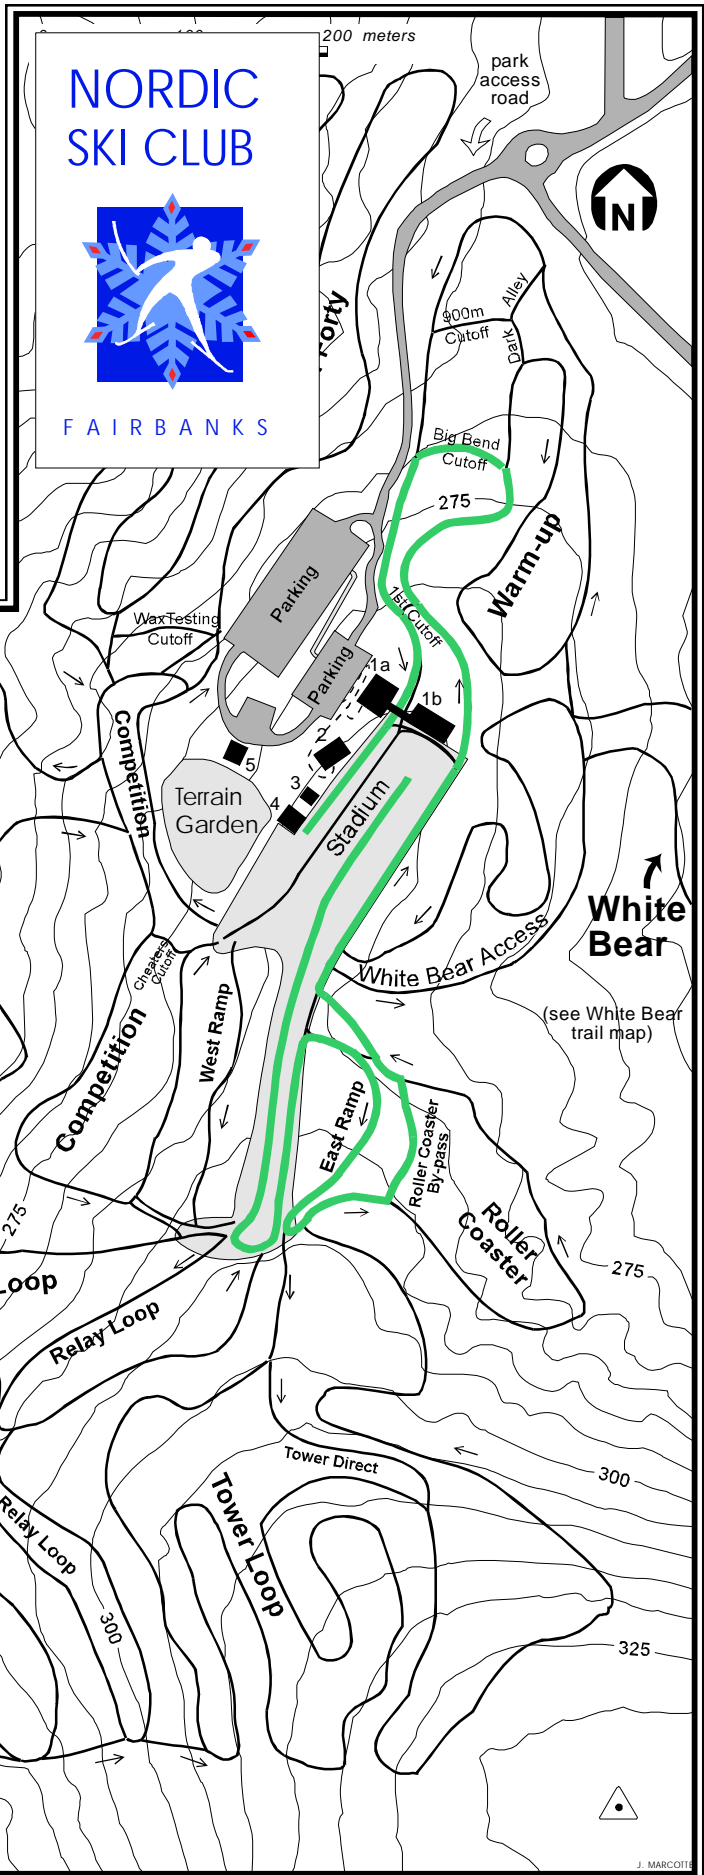 200 meters
NORDIC
SKI CLUB
FAIRBANKS
park
access
road
N
Forty
900m
Cutoff
Dark Alley
Big Bend
Cutoff
275
Warm-up
Parking
1st Cutoff
Wax Testing
Cutoff
Parking
1a
1b
2
3
4
5
Competition
Terrain
Garden
Stadium
White
Bear
White Bear Access
(see White Bear
trail map)
Cheaters
Cutoff
Competition
West Ramp
East Ramp
Roller Coaster
By-pass
Roller
Coaster
275
275
Loop
Relay Loop
Tower Direct
300
Tower Loop
Relay Loop
300
325
J. MARCOTTE